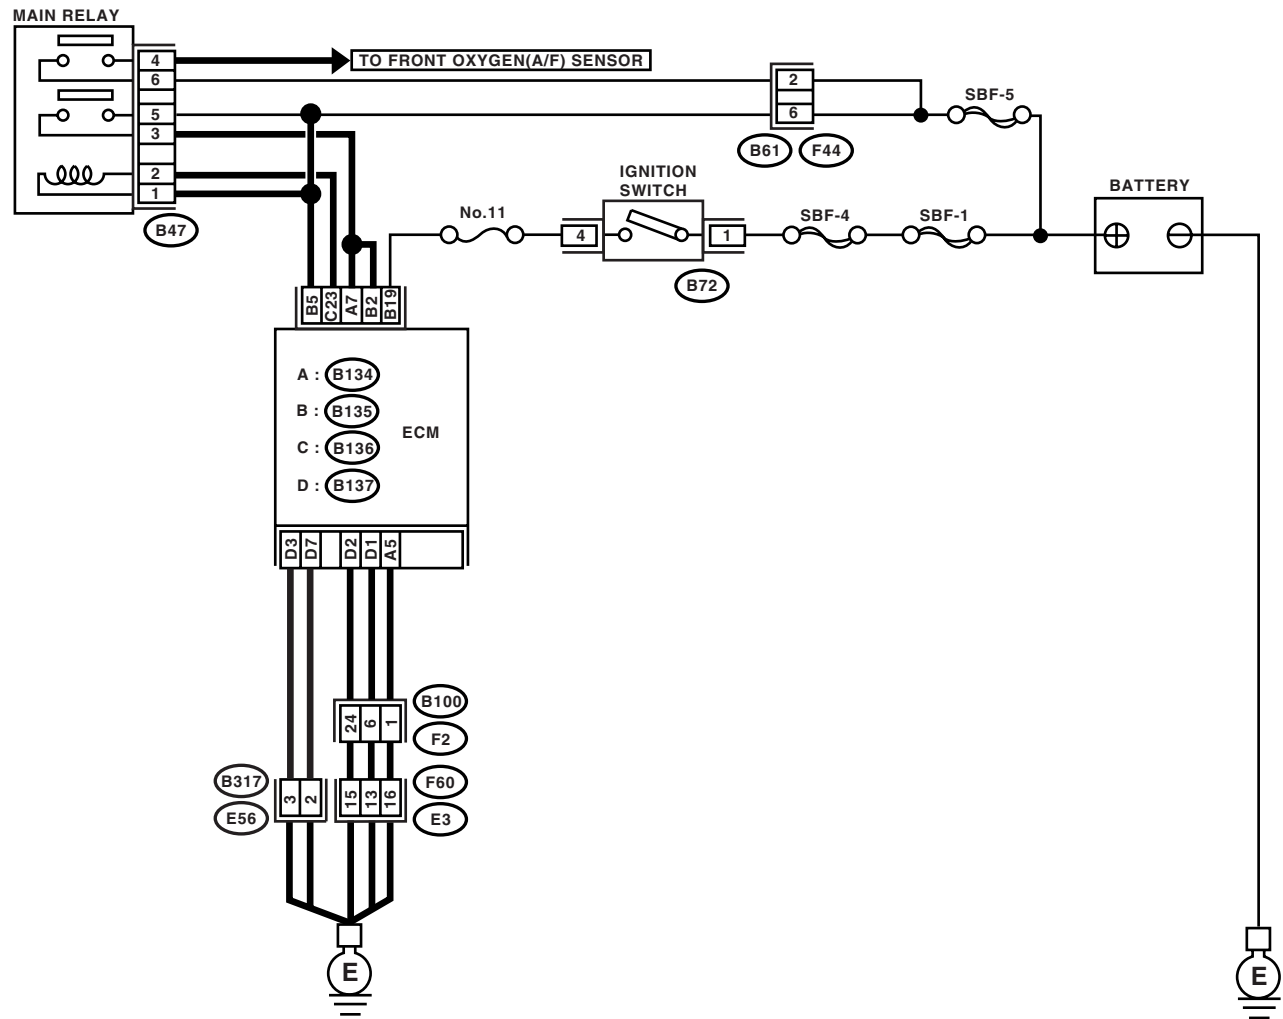 MAIN RELAY
4
TO FRONT OXYGEN(A/F) SENSOR
6
2
5
6
SBF-5
3
B61
F44
2
IGNITION
SWITCH
1
BATTERY
B47
No.11
4
1
SBF-4
SBF-1
B72
B5
C23
A7
B2
B19
A : B134
B : B135
ECM
C : B136
D : B137
D3
D7
D2
D1
A5
B100
24
6
1
F2
B317
F60
3
2
15
13
16
E56
E3
E
E